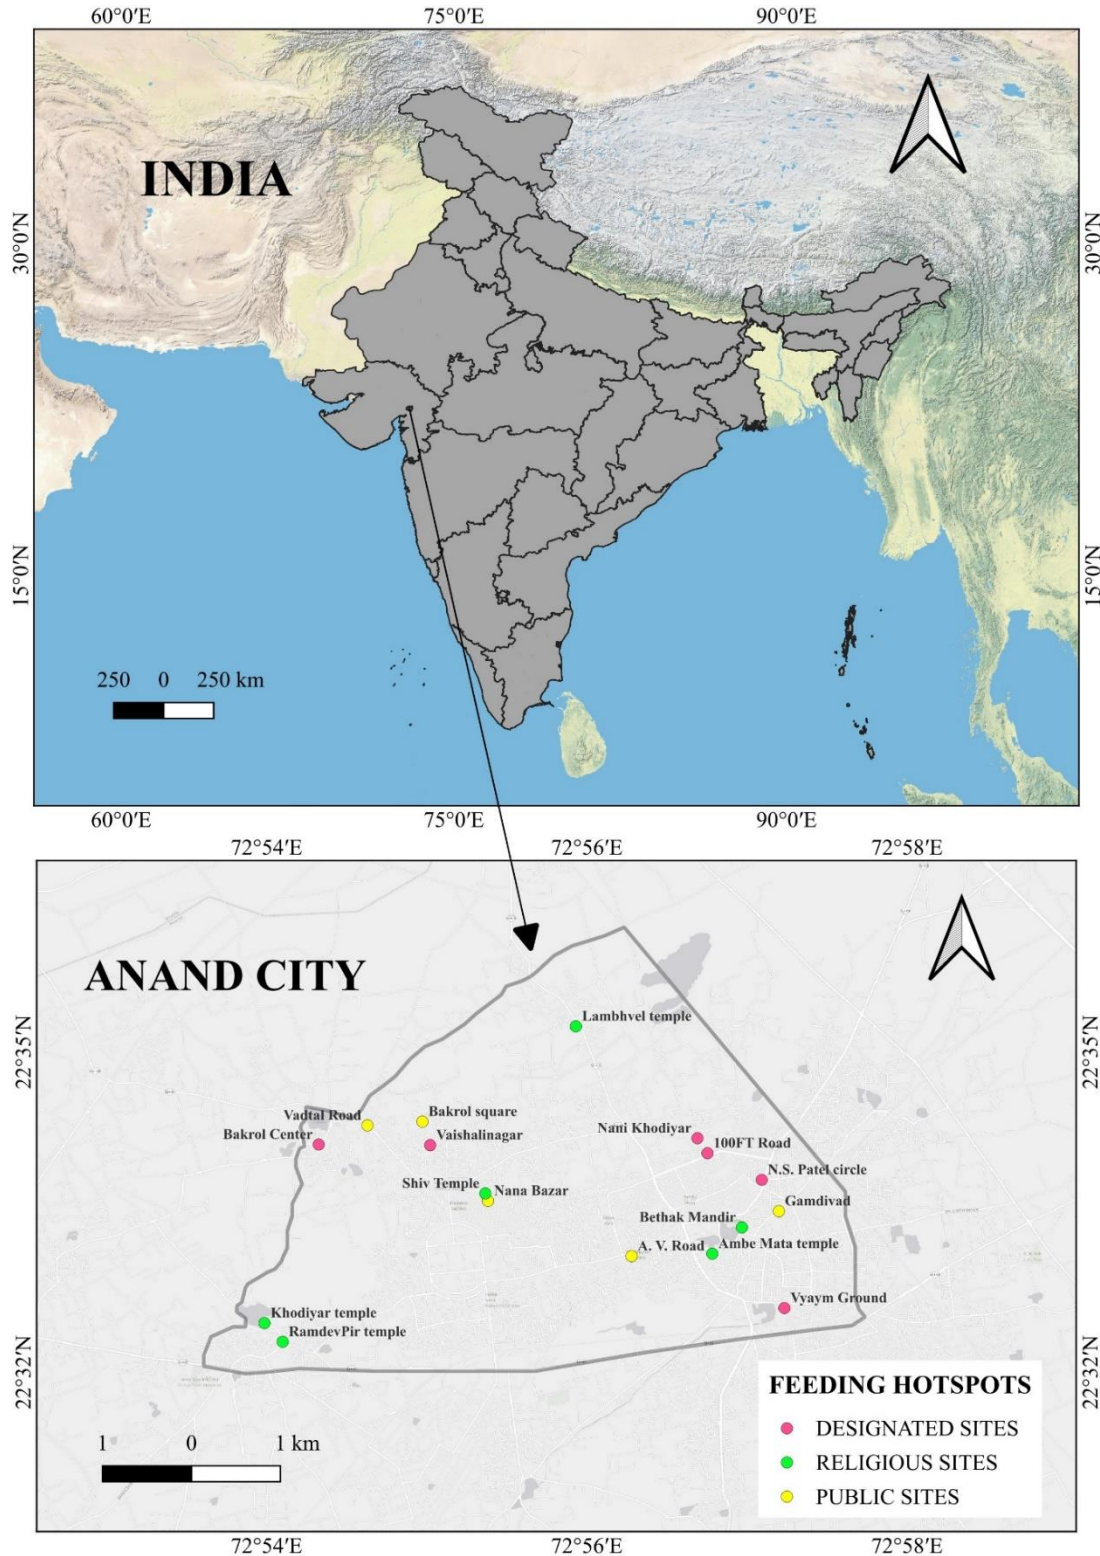 60°0′E 75°0′E 90°0′E
INDIA
30°0′N
30°0′N
15°0′N
15°0′N
250 0 250 km
60°0′E 75°0′E 90°0′E
72°54′E 72°56′E 72°58′E
ANAND CITY
Lambhvel temple
22°35′N
22°35′N
Bakrol square
Vadtal Road
Bakrol Center
Vaishalinagar
Nani Khodiyar
100FT Road
N.S. Patel circle
Shiv Temple
Nana Bazar
Gamdivad
Bethak Mandir
A. V. Road
Ambe Mata temple
Vyaym Ground
Khodiyar temple
RamdevPir temple
22°32′N
22°32′N
FEEDING HOTSPOTS
DESIGNATED SITES
RELIGIOUS SITES
PUBLIC SITES
1 0 1 km
72°54′E 72°56′E 72°58′E